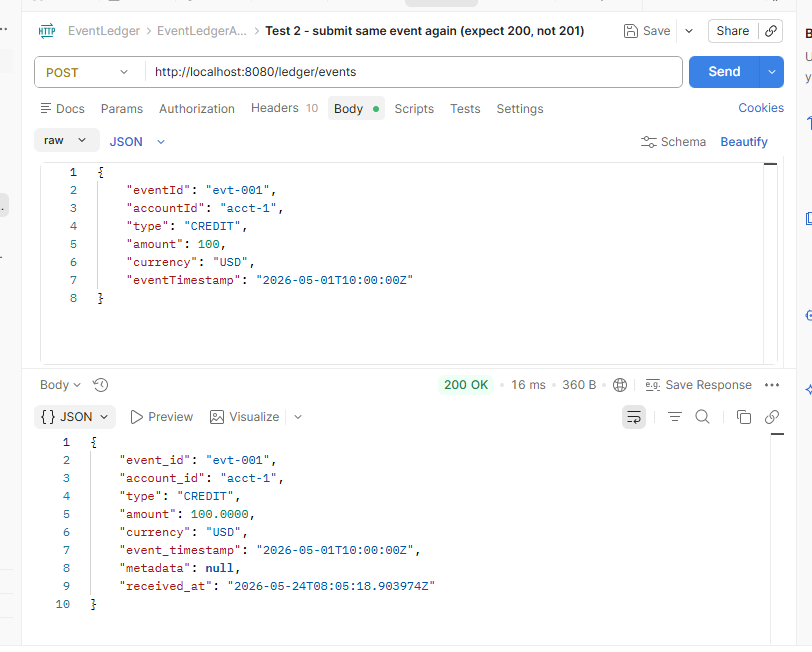 HTTP EventLedger > EventLedgerA... > Test 2 - submit same event again (expect 200, not 201) Save Share
POST http://localhost:8080/ledger/events Send
Docs Params Authorization Headers 10 Body Scripts Tests Settings Cookies
raw JSON Schema Beautify
1 {
2 "eventId": "evt-001",
3 "accountId": "acct-1",
4 "type": "CREDIT",
5 "amount": 100,
6 "currency": "USD",
7 "eventTimestamp": "2026-05-01T10:00:00Z"
8 }
Body 200 OK • 16 ms • 360 B e.g. Save Response
{} JSON Preview Visualize
1 {
2 "event_id": "evt-001",
3 "account_id": "acct-1",
4 "type": "CREDIT",
5 "amount": 100.0000,
6 "currency": "USD",
7 "event_timestamp": "2026-05-01T10:00:00Z",
8 "metadata": null,
9 "received_at": "2026-05-24T08:05:18.903974Z"
10 }